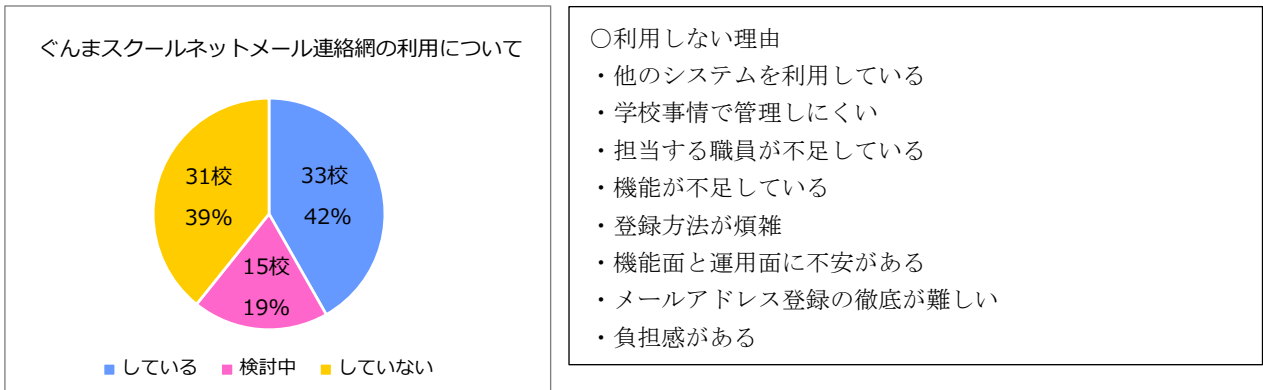 ぐんまスクールネットメール連絡網の利用について
31校
39%
33校
42%
15校
19%
している
検討中
していない
○利用しない理由
・他のシステムを利用している
・学校事情で管理しにくい
・担当する職員が不足している
・機能が不足している
・登録方法が煩雑
・機能面と運用面に不安がある
・メールアドレス登録の徹底が難しい
・負担感がある